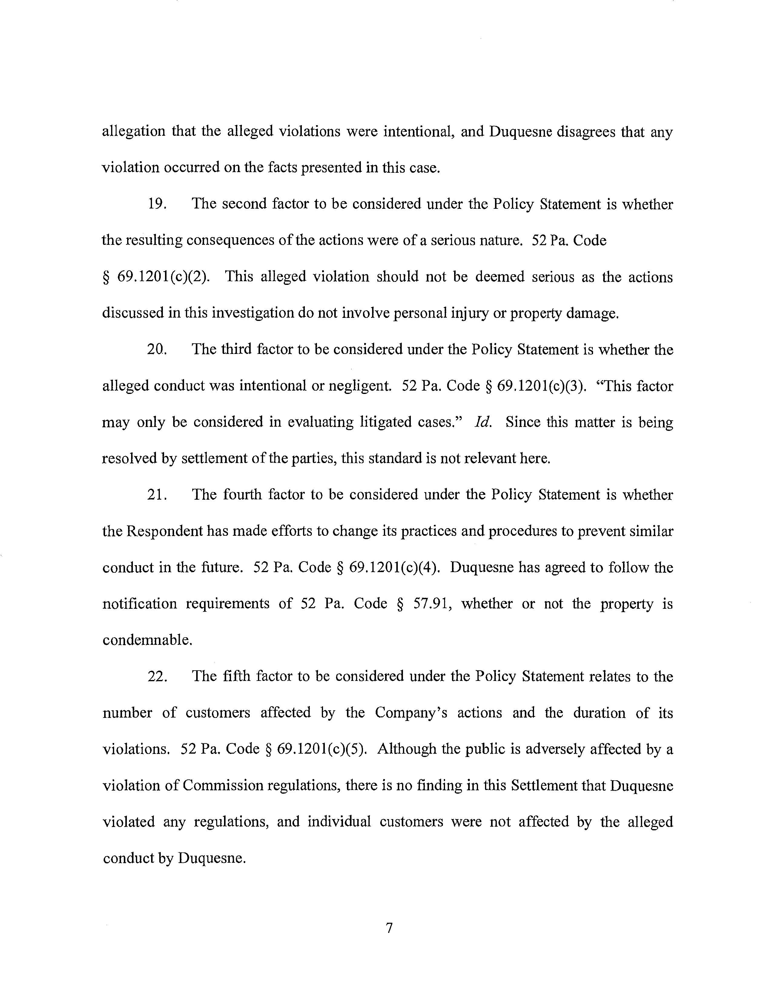 allegation that the alleged violations were intentional, and Duquesne disagrees that any
violation occurred on the facts presented in this case.
19. The second factor to be considered under the Policy Statement is whether
the resulting consequences of the actions were of a serious nature. 52 Pa. Code
§ 69.1201(c)(2). This alleged violation should not be deemed serious as the actions
discussed in this investigation do not involve personal injury or property damage.
20. The third factor to be considered under the Policy Statement is whether the
alleged conduct was intentional or negligent. 52 Pa. Code § 69.1201(c)(3). “This factor
may only be considered in evaluating litigated cases.” Id. Since this matter is being
resolved by settlement of the parties, this standard is not relevant here.
21. The fourth factor to be considered under the Policy Statement is whether
the Respondent has made efforts to change its practices and procedures to prevent similar
conduct in the future. 52 Pa. Code § 69.1201(c)(4). Duquesne has agreed to follow the
notification requirements of 52 Pa. Code § 57.91, whether or not the property is
condemnable.
22. The fifth factor to be considered under the Policy Statement relates to the
number of customers affected by the Company’s actions and the duration of its
violations. 52 Pa. Code § 69.1201(c)(5). Although the public is adversely affected by a
violation of Commission regulations, there is no finding in this Settlement that Duquesne
violated any regulations, and individual customers were not affected by the alleged
conduct by Duquesne.
7